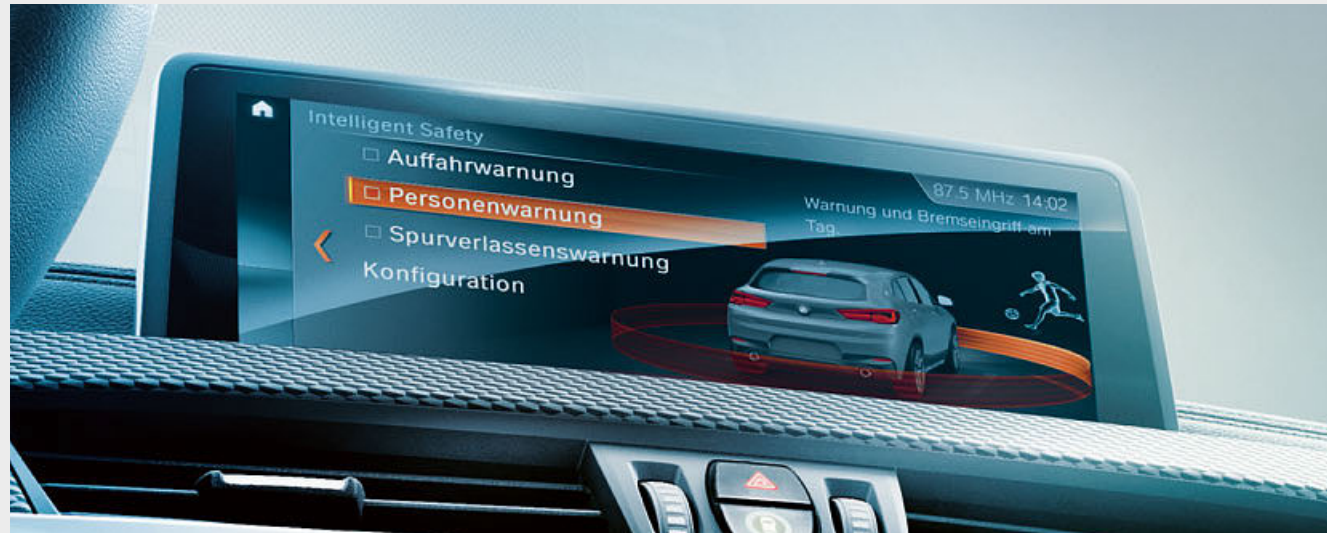 Intelligent Safety
Auffahrwarnung
Personenwarnung
Spurverlassenswarnung
Konfiguration
87.5 MHz 14:02
Warnung und Bremseingriff am
Tag.